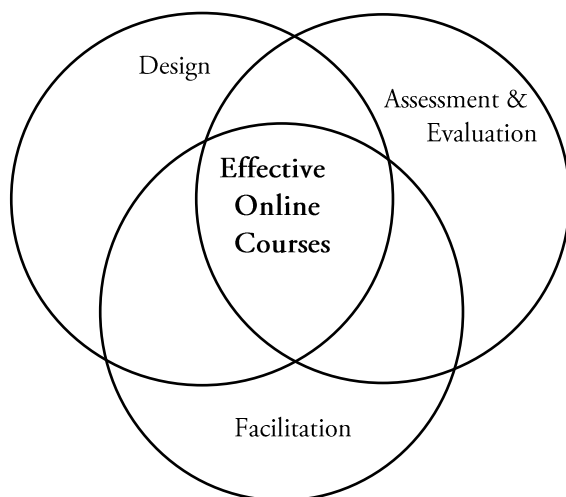 Design
Assessment &
Evaluation
Effective
Online
Courses
Facilitation